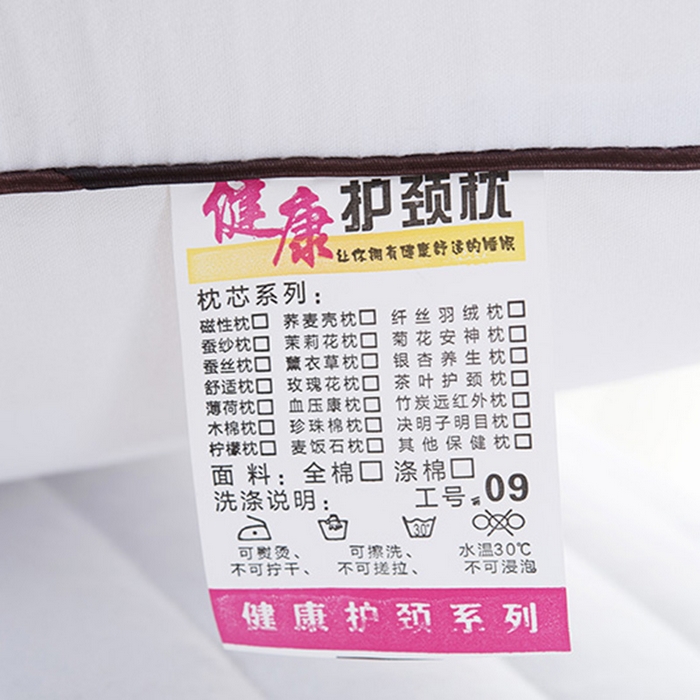 健康护颈枕
让你拥有健康舒适的睡眠
枕芯系列：
磁性枕□ 荞麦壳枕□ 纤丝羽绒枕□
蚕纱枕□ 茉莉花枕□ 菊花安神枕□
蚕丝枕□ 薰衣草枕□ 银杏养生枕□
舒适枕□ 玫瑰花枕□ 茶叶护颈枕□
薄荷枕□ 血压康枕□ 竹炭远红外枕□
木棉枕□ 珍珠棉枕□ 决明子明目枕□
柠檬枕□ 麦饭石枕□ 其他保健枕□
面料：全棉□ 涤棉□
洗涤说明： 工号 09
30°
可熨烫、 可擦洗、 水温30℃
不可拧干、 不可搓拉、 不可浸泡
健康护颈系列